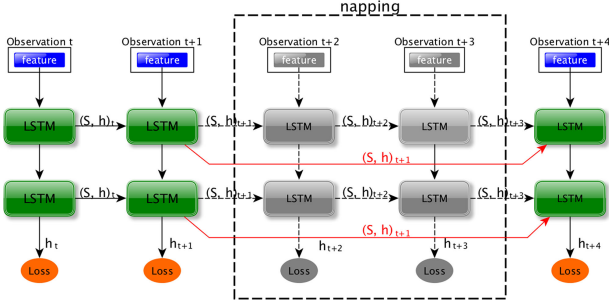 napping
Observation t Observation t+1 Observation t+2 Observation t+3 Observation t+4
feature feature feature feature feature
LSTM (S, h)t LSTM (S, h)t+1 LSTM (S, h)t+2 LSTM (S, h)t+3 LSTM
(S, h)t+1
LSTM (S, h)t LSTM (S, h)t+1 LSTM (S, h)t+2 LSTM (S, h)t+3 LSTM
(S, h)t+1
ht ht+1 ht+2 ht+3 ht+4
Loss Loss Loss Loss Loss